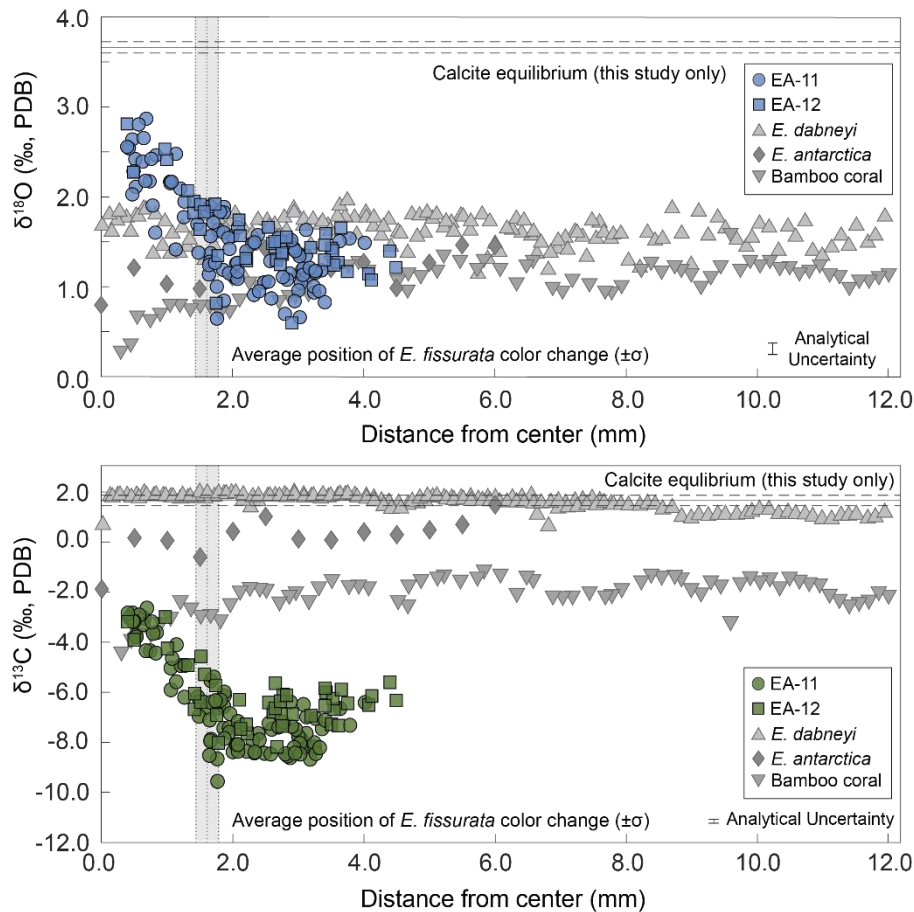 4.0
Calcite equilibrium (this study only)
3.0
EA-11
EA-12
E. dabneyi
E. antarctica
Bamboo coral
δ18O (‰, PDB)
2.0
1.0
Average position of E. fissurata color change (±σ)
Analytical
Uncertainty
0.0
0.0 2.0 4.0 6.0 8.0 10.0 12.0
Distance from center (mm)
Calcite equlibrium (this study only)
2.0
0.0
-2.0
δ13C (‰, PDB)
-4.0
-6.0
-8.0
-10.0
-12.0
EA-11
EA-12
E. dabneyi
E. antarctica
Bamboo coral
Average position of E. fissurata color change (±σ)
Analytical Uncertainty
0.0 2.0 4.0 6.0 8.0 10.0 12.0
Distance from center (mm)